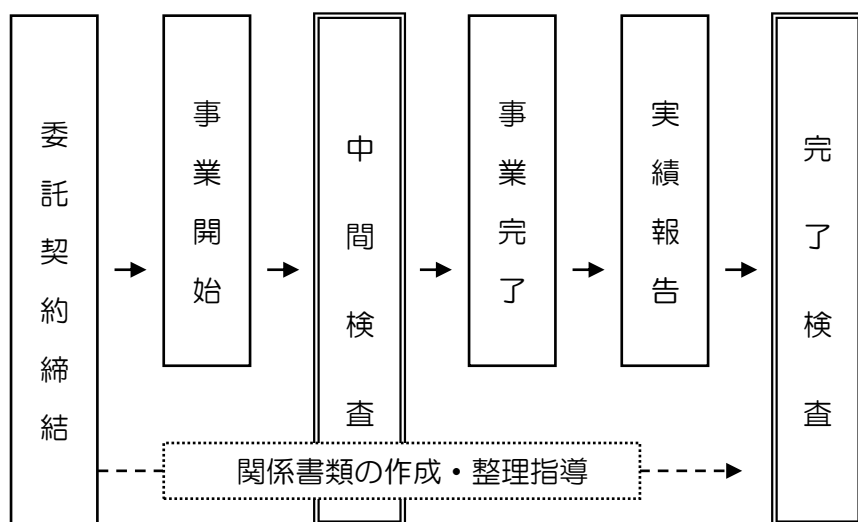 委託契約締結
事業開始
中間検査
事業完了
実績報告
完了検査
関係書類の作成・整理指導